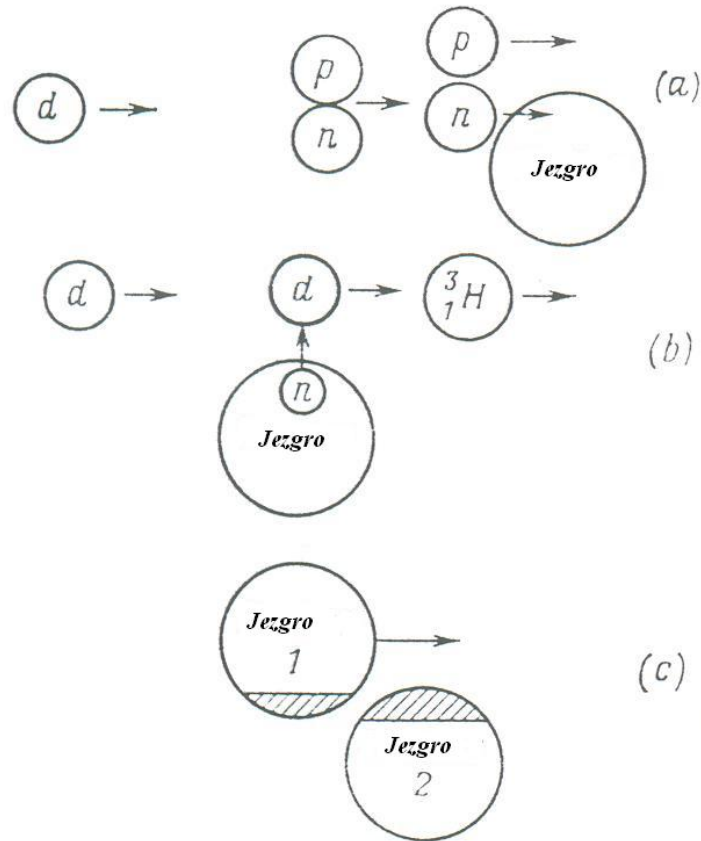 d p n p n Jezgro (a)
d d ³₁H (b)
n
Jezgro
Jezgro
1 (c)
Jezgro
2